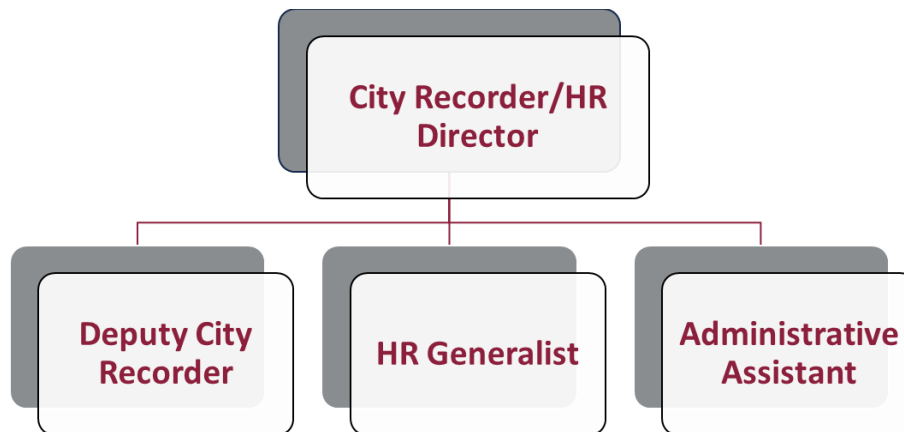 City Recorder/HR
Director
Deputy City
Recorder
HR Generalist
Administrative
Assistant